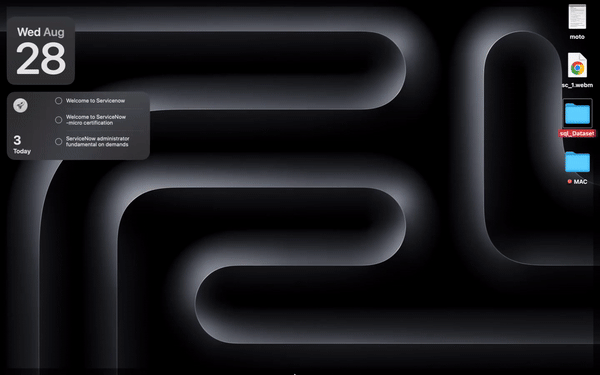 Wed Aug
28
Welcome to Servicenow
Welcome to ServiceNow
-micro certification
ServiceNow administrator
fundamental on demands
3
Today
moto
sc_1.webm
sql_Dataset
MAC